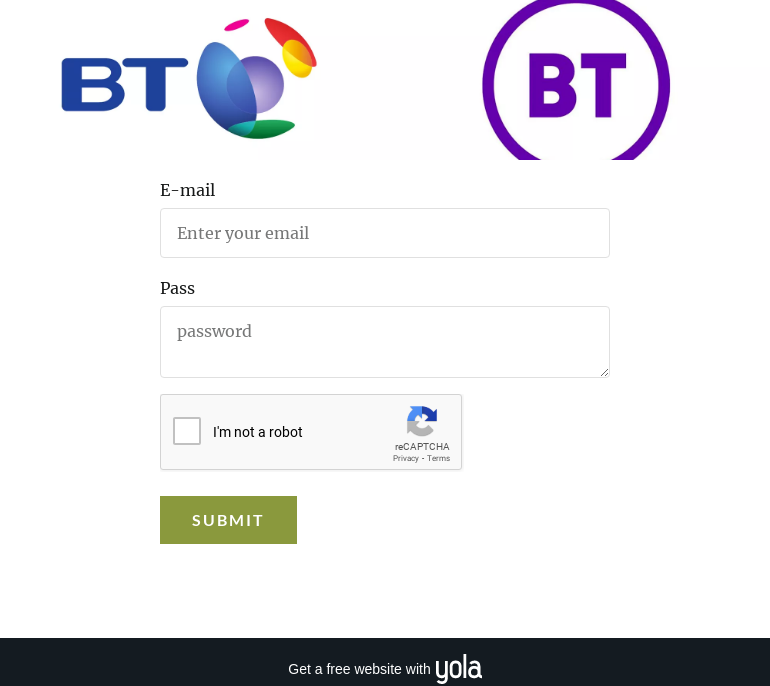 BT
BT
E-mail
Enter your email
Pass
password
I'm not a robot
reCAPTCHA
Privacy - Terms
SUBMIT
Get a free website with yola